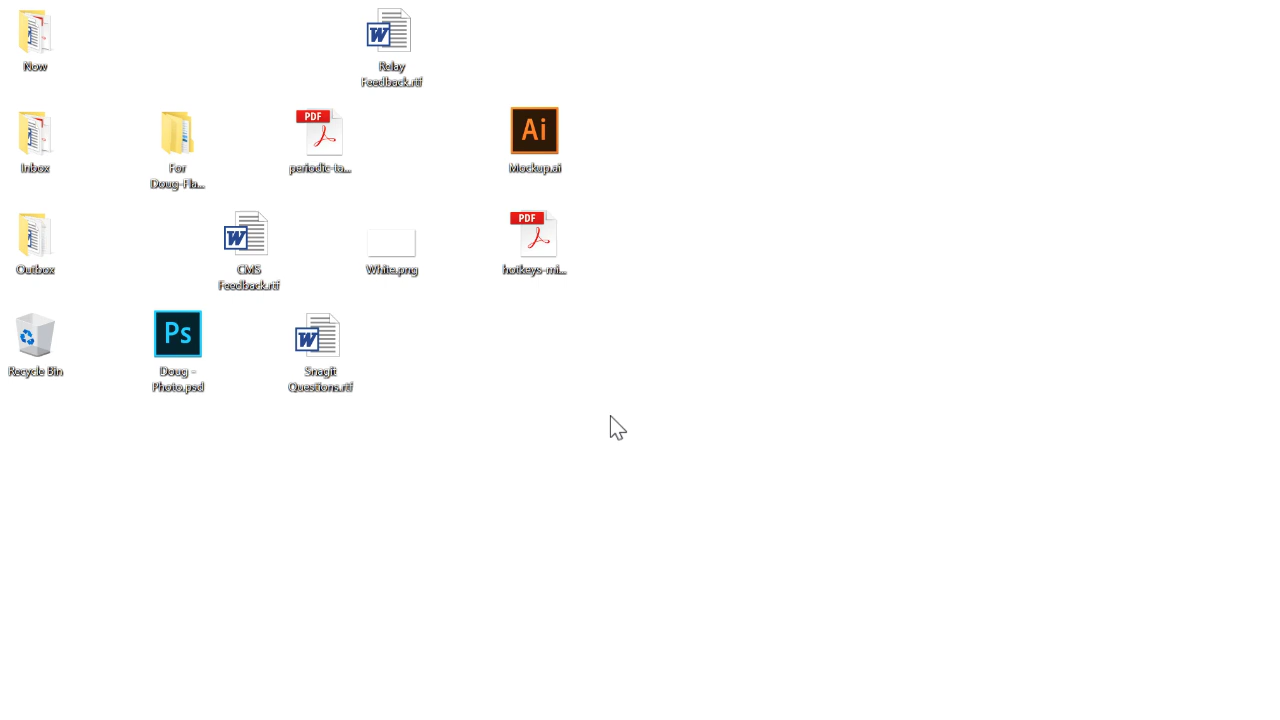 Now
W
Relay
Feedback.rtf
Inbox
For
Doug-Fla...
PDF
periodic-ta...
Ai
Mockup.ai
Outbox
W
CMS
Feedback.rtf
White.png
PDF
hotkeys-mi...
Recycle Bin
Ps
Doug -
Photo.psd
W
Snagit
Questions.rtf